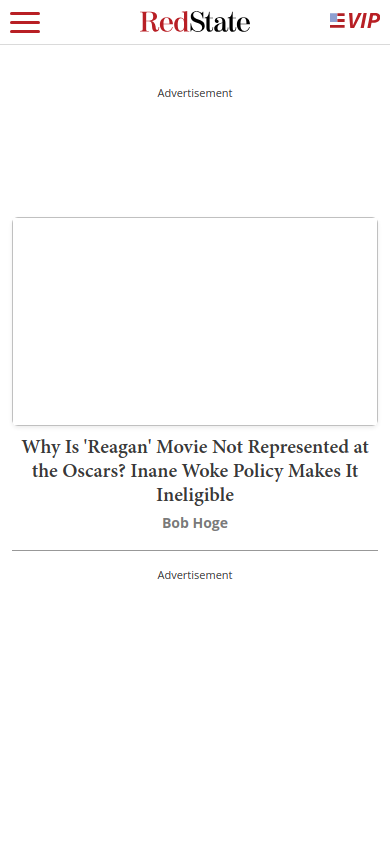 RedState
VIP
Advertisement
Why Is 'Reagan' Movie Not Represented at
the Oscars? Inane Woke Policy Makes It
Ineligible
Bob Hoge
Advertisement